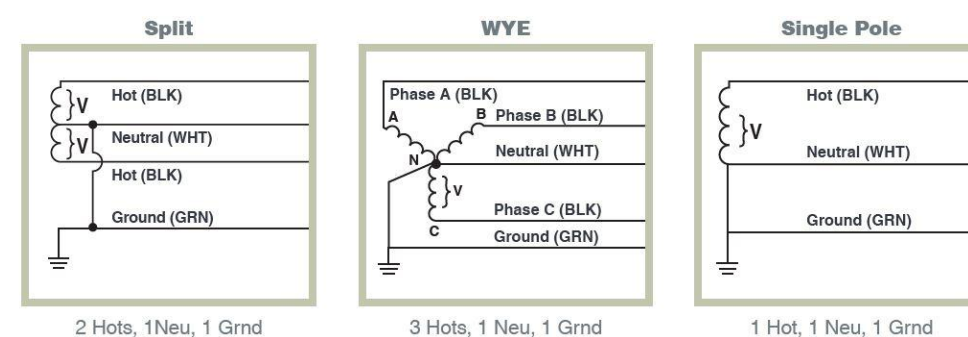 Split
V
Hot (BLK)
V
Neutral (WHT)
Hot (BLK)
Ground (GRN)
2 Hots, 1Neu, 1 Grnd
WYE
Phase A (BLK)
A
B Phase B (BLK)
N
Neutral (WHT)
V
Phase C (BLK)
C
Ground (GRN)
3 Hots, 1 Neu, 1 Grnd
Single Pole
Hot (BLK)
V
Neutral (WHT)
Ground (GRN)
1 Hot, 1 Neu, 1 Grnd